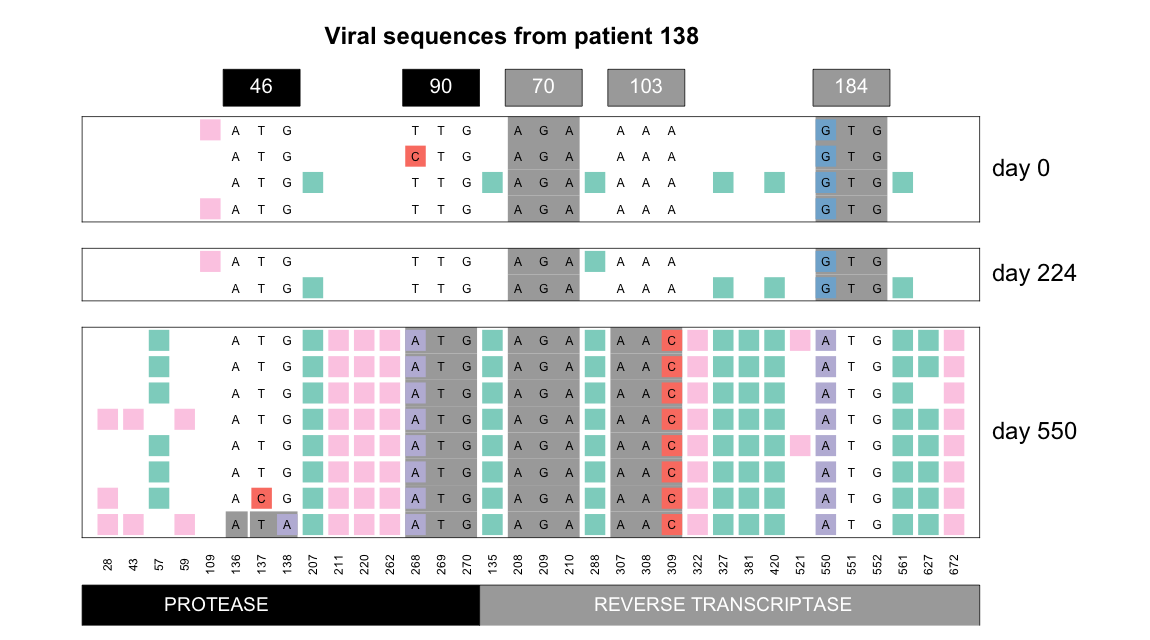 Viral sequences from patient 138
46 90 70 103 184
A T G T T G A G A A A A G T G
A T G C T G A G A A A A G T G
A T G T T G A G A A A A G T G
A T G T T G A G A A A A G T G
day 0
A T G T T G A G A A A A G T G
A T G T T G A G A A A A G T G
day 224
A T G A T G A G A A A C A T G
A T G A T G A G A A A C A T G
A T G A T G A G A A A C A T G
A T G A T G A G A A A C A T G
A T G A T G A G A A A C A T G
A T G A T G A G A A A C A T G
A C G A T G A G A A A C A T G
A T A A T G A G A A A C A T G
day 550
28 43 57 59 109 136 137 138 207 211 220 262 268 269 270 135 208 209 210 288 307 308 309 322 327 381 420 521 550 551 552 561 627 672
PROTEASE REVERSE TRANSCRIPTASE